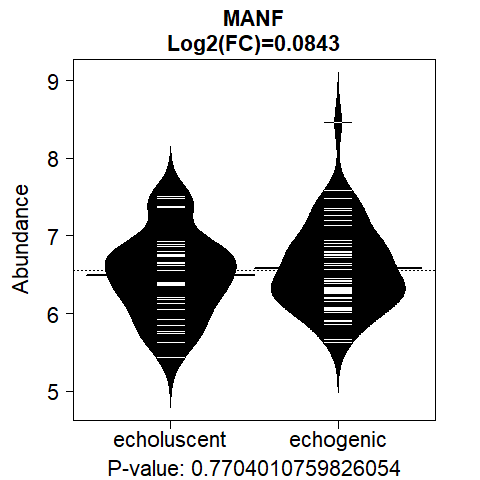 MANF
Log2(FC)=0.0843
Abundance
9
8
7
6
5
echoluscent
echogenic
P-value: 0.7704010759826054